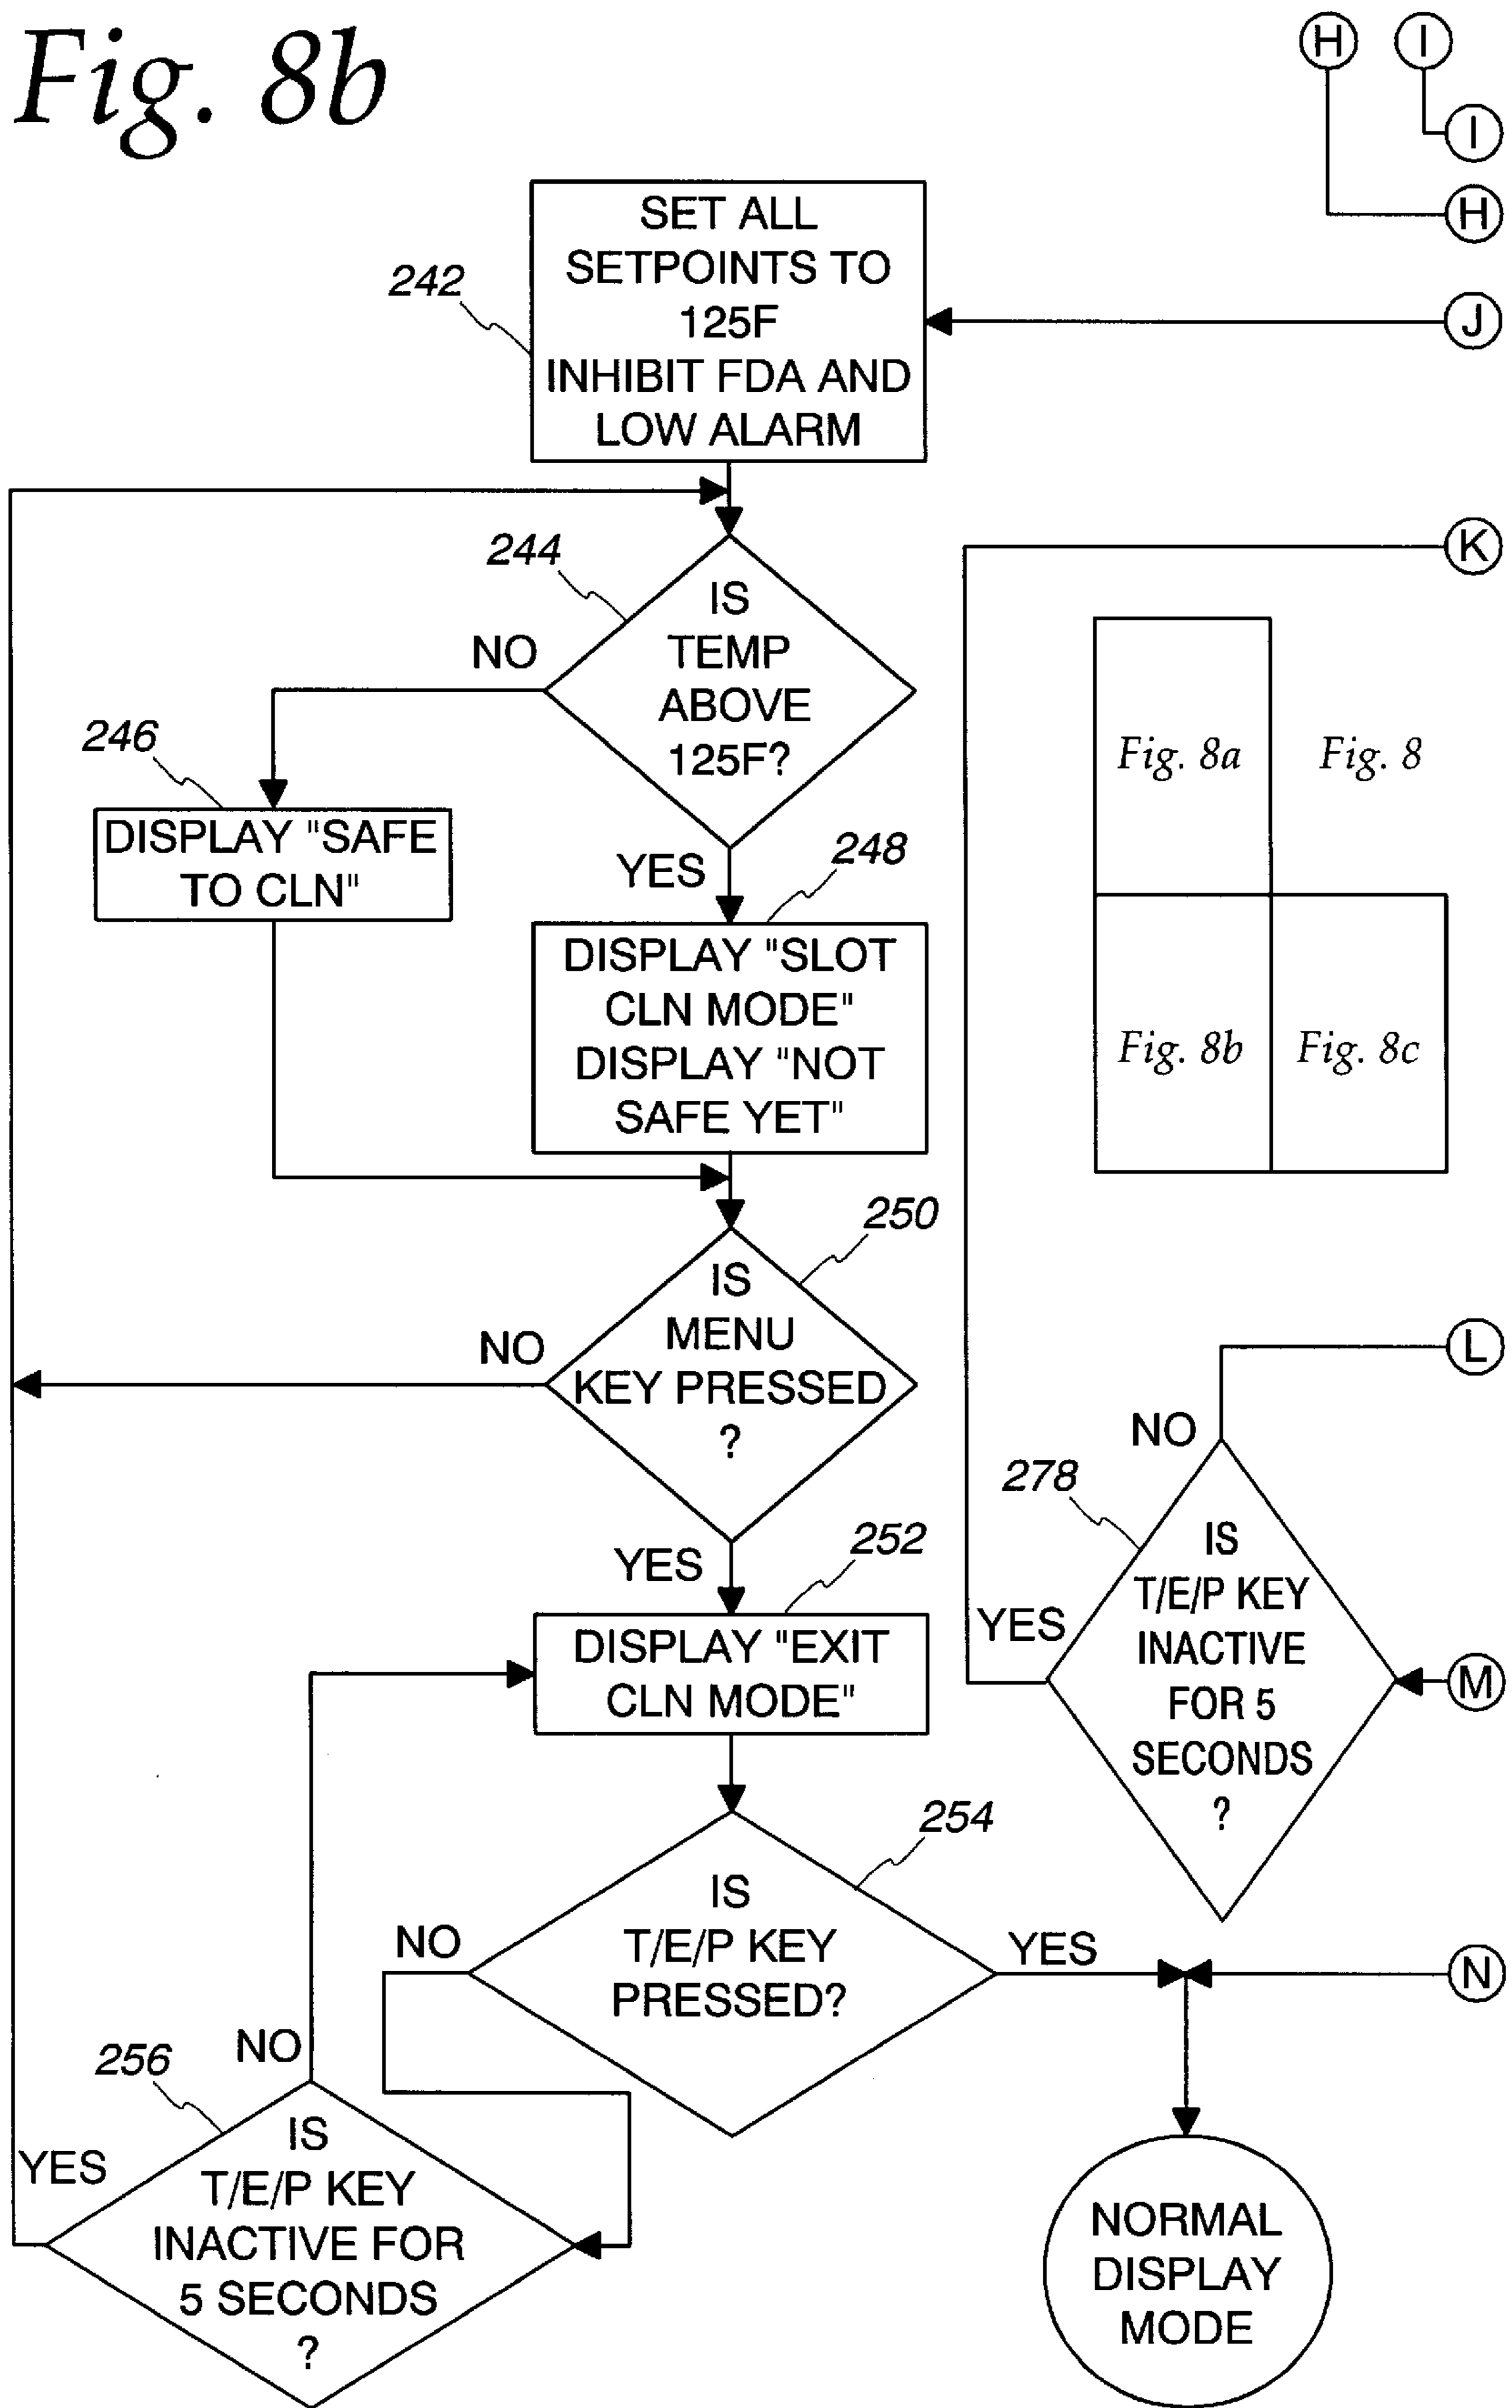 Fig. 8b
H I
I
H
SET ALL
SETPOINTS TO
125F
INHIBIT FDA AND
LOW ALARM
242
J
K
244
IS
TEMP
ABOVE
125F?
NO
YES
246
DISPLAY "SAFE
TO CLN"
248
DISPLAY "SLOT
CLN MODE"
DISPLAY "NOT
SAFE YET"
Fig. 8a
Fig. 8
Fig. 8b
Fig. 8c
250
IS
MENU
KEY PRESSED
?
NO
YES
L
NO
278
IS
T/E/P KEY
INACTIVE
FOR 5
SECONDS
?
YES
M
252
DISPLAY "EXIT
CLN MODE"
254
IS
T/E/P KEY
PRESSED?
NO
YES
N
256
NO
IS
T/E/P KEY
INACTIVE FOR
5 SECONDS
?
YES
NORMAL
DISPLAY
MODE